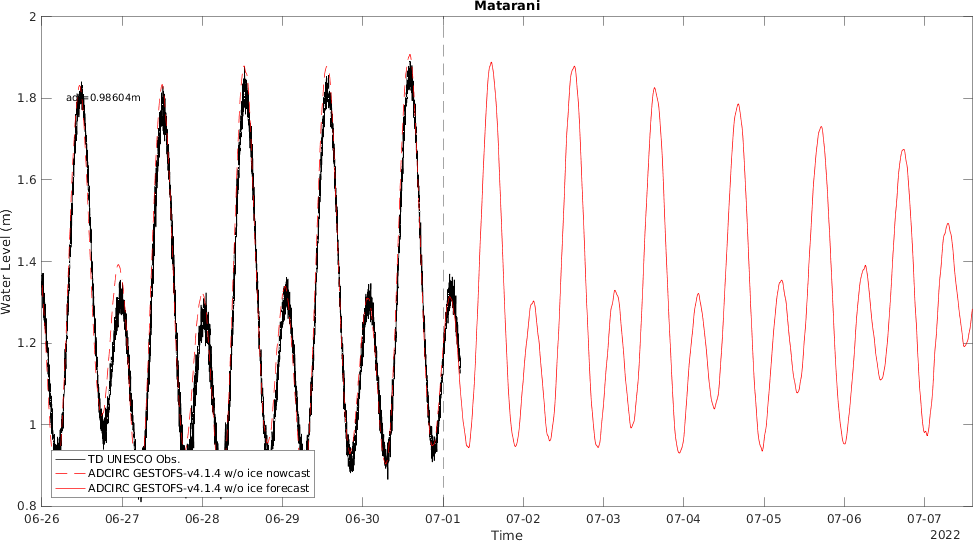 Matarani
2
1.8
1.6
1.4
1.2
1
0.8
Water Level (m)
adj=0.98604m
TD UNESCO Obs.
ADCIRC GESTOFS-v4.1.4 w/o ice nowcast
ADCIRC GESTOFS-v4.1.4 w/o ice forecast
06-26 06-27 06-28 06-29 06-30 07-01 07-02 07-03 07-04 07-05 07-06 07-07
Time
2022